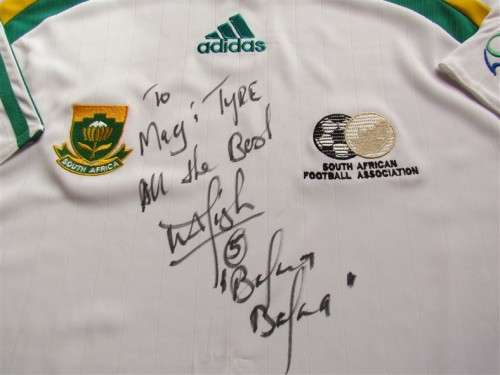 adidas
To
Mag i TYRE
All the Best
5
'Bafana
Bafana'
SOUTH AFRICA
SOUTH AFRICAN
FOOTBALL ASSOCIATION